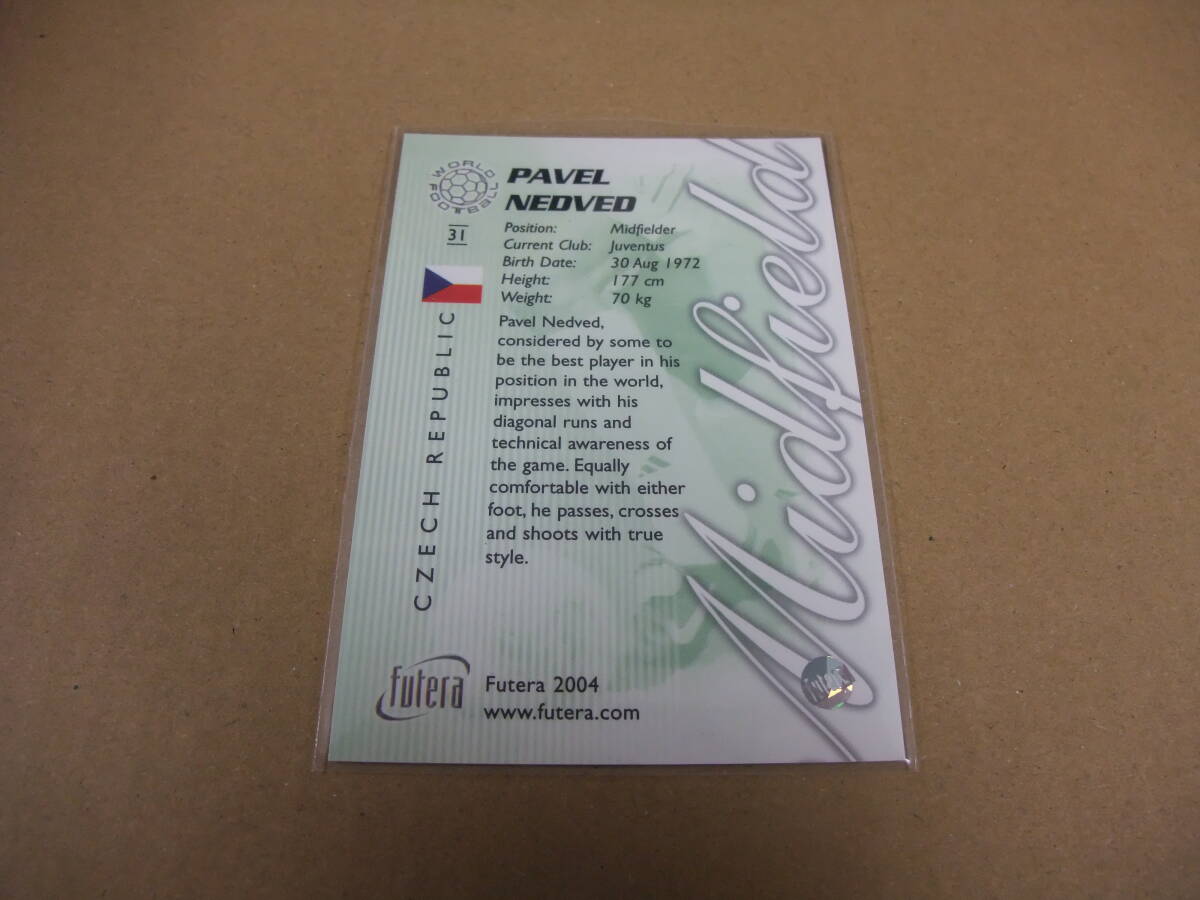 WORLD FOOTBALL
PAVEL
NEDVED
31
Position: Midfielder
Current Club: Juventus
Birth Date: 30 Aug 1972
Height: 177 cm
Weight: 70 kg
CZECH REPUBLIC
Pavel Nedved,
considered by some to
be the best player in his
position in the world,
impresses with his
diagonal runs and
technical awareness of
the game. Equally
comfortable with either
foot, he passes, crosses
and shoots with true
style.
Midfield
futera
Futera 2004
www.futera.com
futera